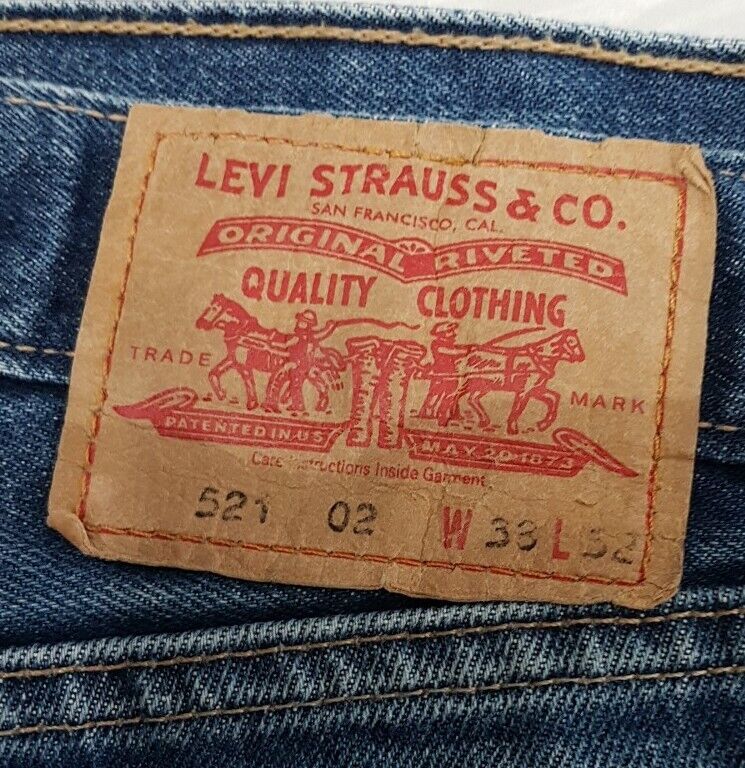 LEVI STRAUSS & CO.
SAN FRANCISCO, CAL.
ORIGINAL RIVETED
QUALITY CLOTHING
TRADE MARK
PATENTED IN U.S. MAY 20 1873
Care Instructions Inside Garment
521 02 W 33 L 32